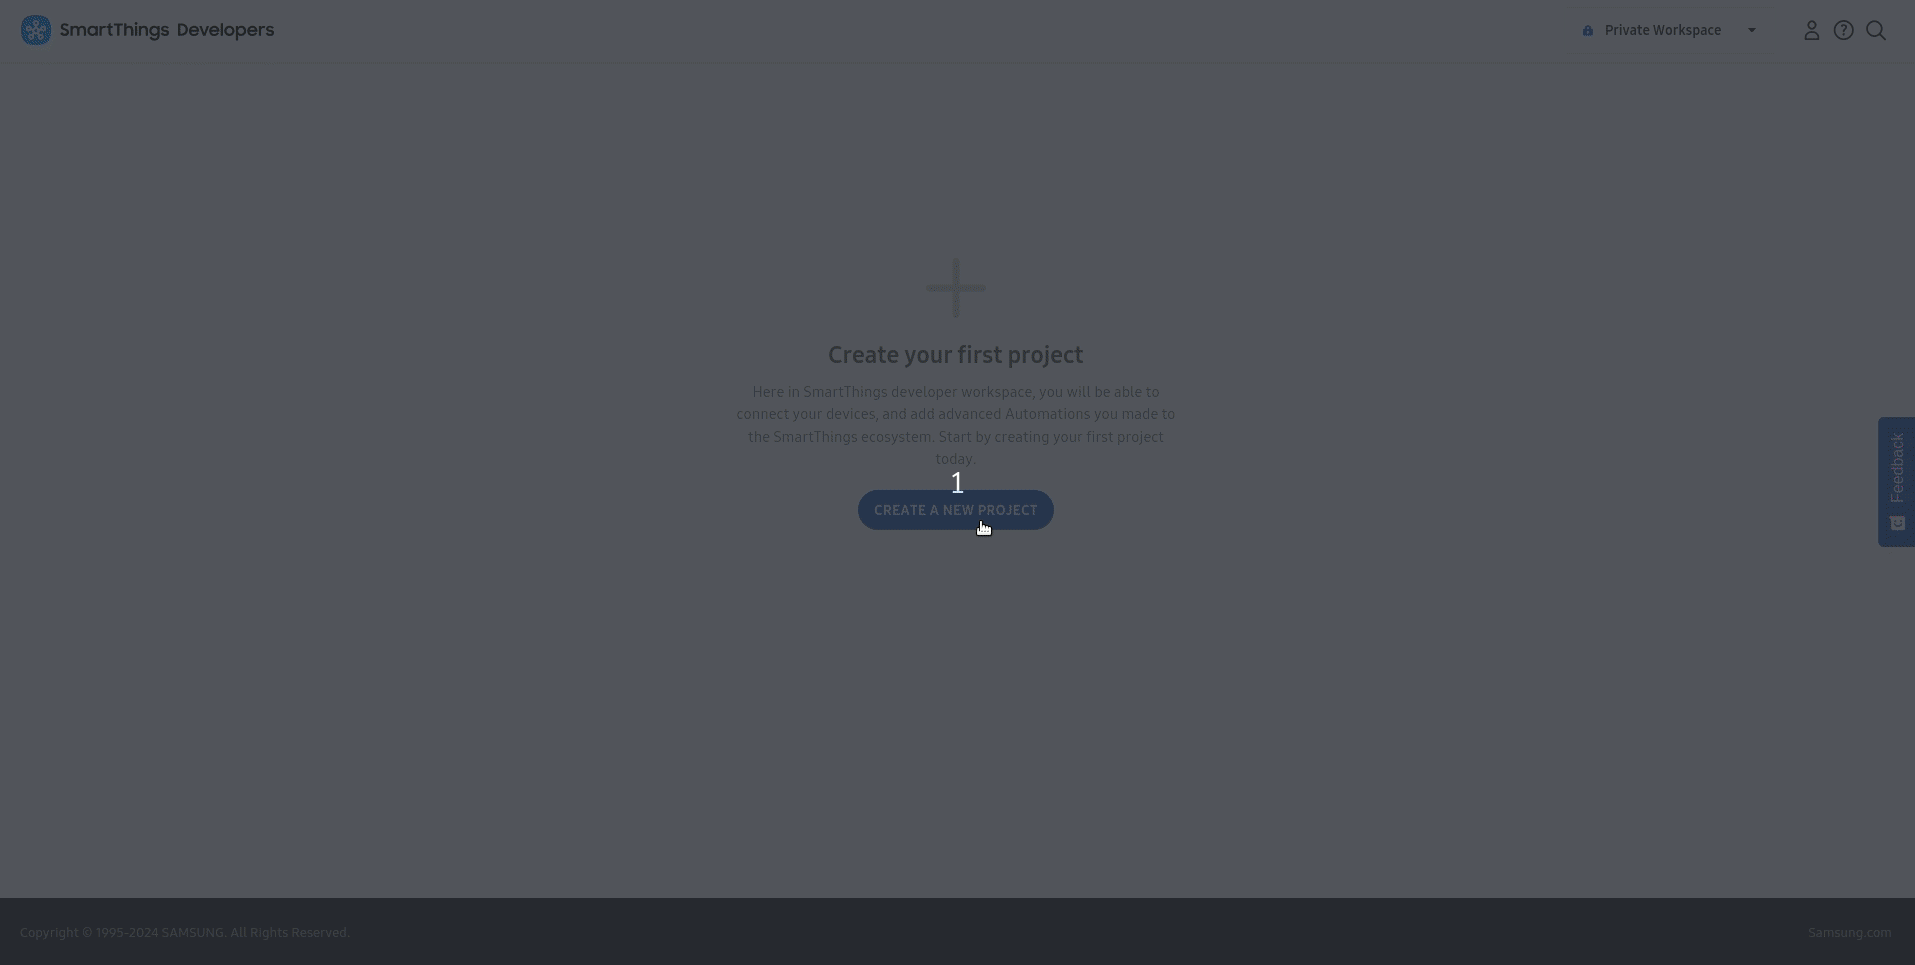 SmartThings Developers
Private Workspace
Create your first project
Here in SmartThings developer workspace, you will be able to
connect your devices, and add advanced Automations you made to
the SmartThings ecosystem. Start by creating your first project
today.
1
CREATE A NEW PROJECT
Feedback
Copyright © 1995-2024 SAMSUNG. All Rights Reserved.
Samsung.com